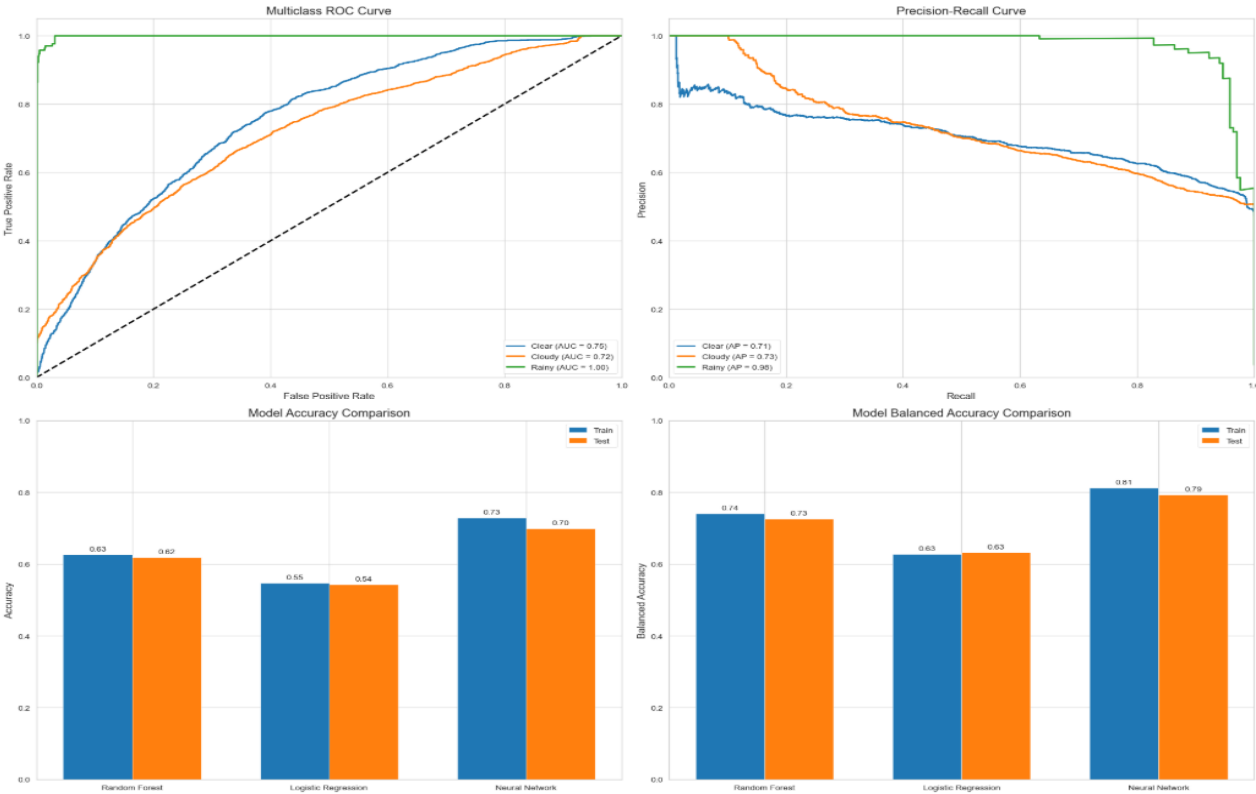 Multiclass ROC Curve
True Positive Rate
1.0
0.8
0.6
0.4
0.2
0.0
0.0 0.2 0.4 0.6 0.8 1.0
False Positive Rate
Clear (AUC = 0.75)
Cloudy (AUC = 0.72)
Rainy (AUC = 1.00)
Precision-Recall Curve
Precision
1.0
0.8
0.6
0.4
0.2
0.0
0.0 0.2 0.4 0.6 0.8 1.0
Recall
Clear (AP = 0.71)
Cloudy (AP = 0.73)
Rainy (AP = 0.98)
Model Accuracy Comparison
Accuracy
1.0
0.8
0.6
0.4
0.2
0.0
Train
Test
0.63 0.62 0.55 0.54 0.73 0.70
Random Forest Logistic Regression Neural Network
Model Balanced Accuracy Comparison
Balanced Accuracy
1.0
0.8
0.6
0.4
0.2
0.0
Train
Test
0.74 0.73 0.63 0.63 0.81 0.79
Random Forest Logistic Regression Neural Network